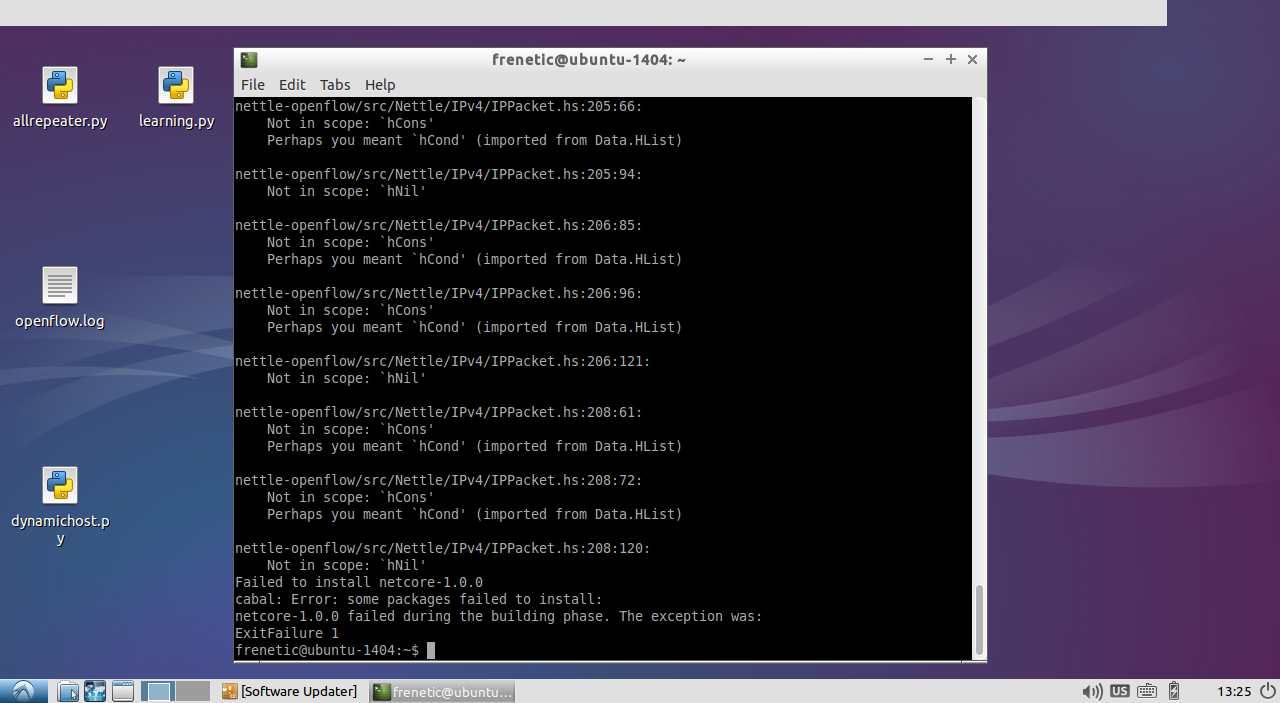 frenetic@ubuntu-1404: ~
File Edit Tabs Help
allrepeater.py
learning.py
openflow.log
dynamichost.p
y
nettle-openflow/src/Nettle/IPv4/IPPacket.hs:205:66:
    Not in scope: `hCons'
    Perhaps you meant `hCond' (imported from Data.HList)
nettle-openflow/src/Nettle/IPv4/IPPacket.hs:205:94:
    Not in scope: `hNil'
nettle-openflow/src/Nettle/IPv4/IPPacket.hs:206:85:
    Not in scope: `hCons'
    Perhaps you meant `hCond' (imported from Data.HList)
nettle-openflow/src/Nettle/IPv4/IPPacket.hs:206:96:
    Not in scope: `hCons'
    Perhaps you meant `hCond' (imported from Data.HList)
nettle-openflow/src/Nettle/IPv4/IPPacket.hs:206:121:
    Not in scope: `hNil'
nettle-openflow/src/Nettle/IPv4/IPPacket.hs:208:61:
    Not in scope: `hCons'
    Perhaps you meant `hCond' (imported from Data.HList)
nettle-openflow/src/Nettle/IPv4/IPPacket.hs:208:72:
    Not in scope: `hCons'
    Perhaps you meant `hCond' (imported from Data.HList)
nettle-openflow/src/Nettle/IPv4/IPPacket.hs:208:120:
    Not in scope: `hNil'
Failed to install netcore-1.0.0
cabal: Error: some packages failed to install:
netcore-1.0.0 failed during the building phase. The exception was:
ExitFailure 1
frenetic@ubuntu-1404:~$
[Software Updater]
frenetic@ubuntu...
US
13:25